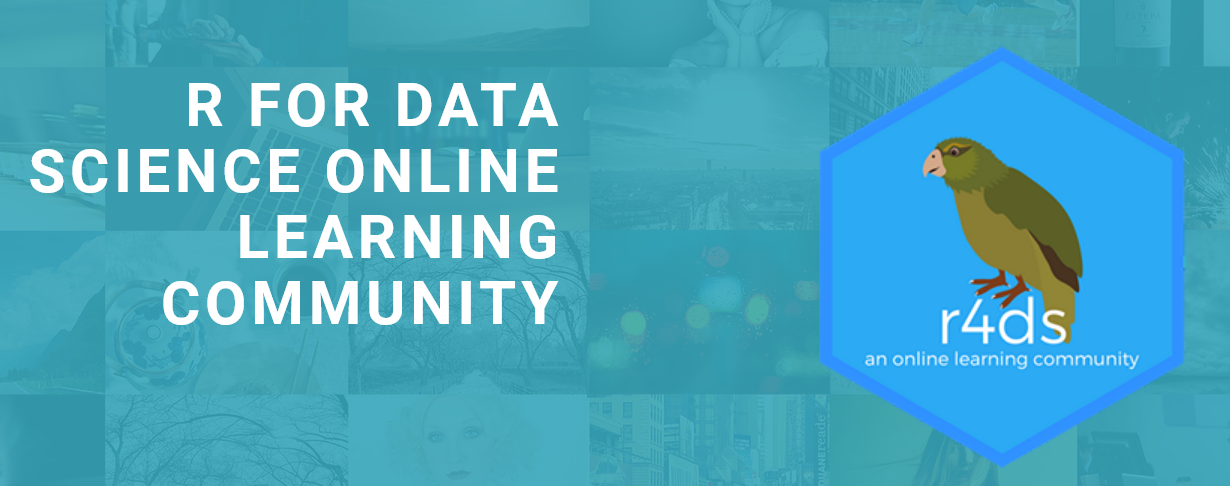 R FOR DATA
SCIENCE ONLINE
LEARNING
COMMUNITY
r4ds
an online learning community